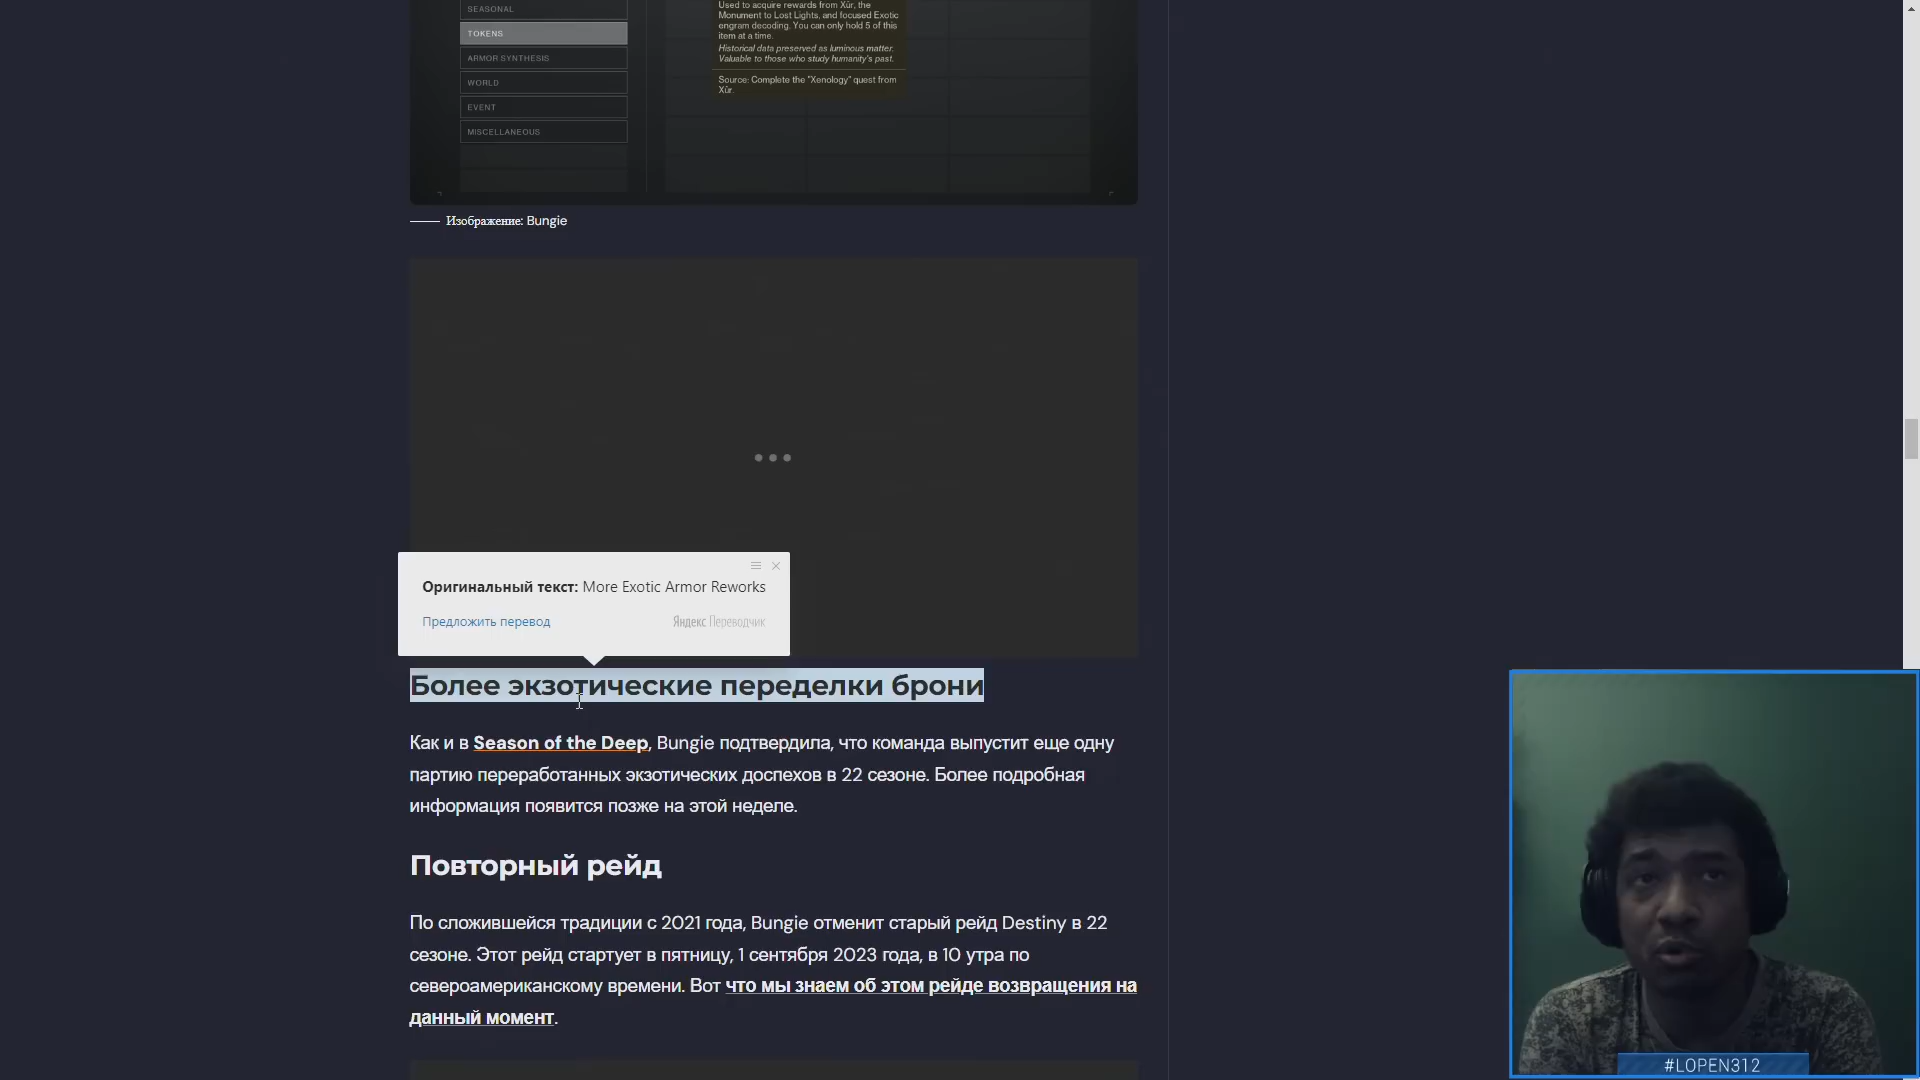 SEASONAL
TOKENS
ARMOR SYNTHESIS
WORLD
EVENT
MISCELLANEOUS
Used to acquire rewards from Xûr, the
Monument to Lost Lights, and focused Exotic
engram decoding. You can only hold 5 of this
item at a time.
Historical data preserved as luminous matter.
Valuable to those who study humanity's past.
Source: Complete the "Xenology" quest from
Xûr.
Изображение: Bungie
Оригинальный текст: More Exotic Armor Reworks
Предложить перевод
Яндекс Переводчик
Более экзотические переделки брони
Как и в Season of the Deep, Bungie подтвердила, что команда выпустит еще одну
партию переработанных экзотических доспехов в 22 сезоне. Более подробная
информация появится позже на этой неделе.
Повторный рейд
По сложившейся традиции с 2021 года, Bungie отменит старый рейд Destiny в 22
сезоне. Этот рейд стартует в пятницу, 1 сентября 2023 года, в 10 утра по
североамериканскому времени. Вот что мы знаем об этом рейде возвращения на
данный момент.
#LOPEN312